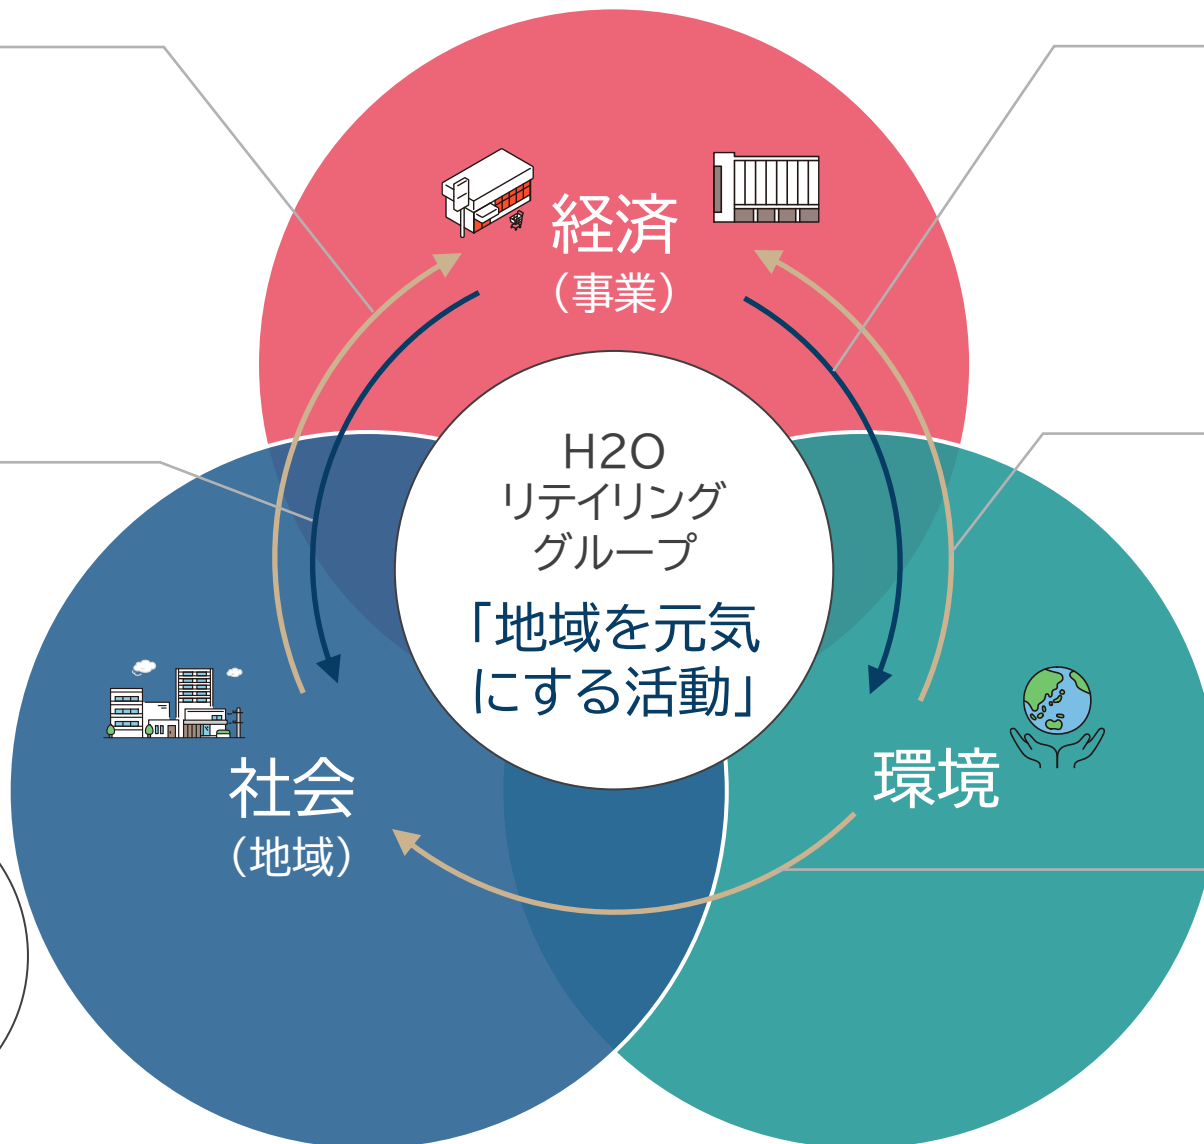 経済
（事業）
H2O
リテイリング
グループ
「地域を元気
にする活動」
社会
（地域）
環境